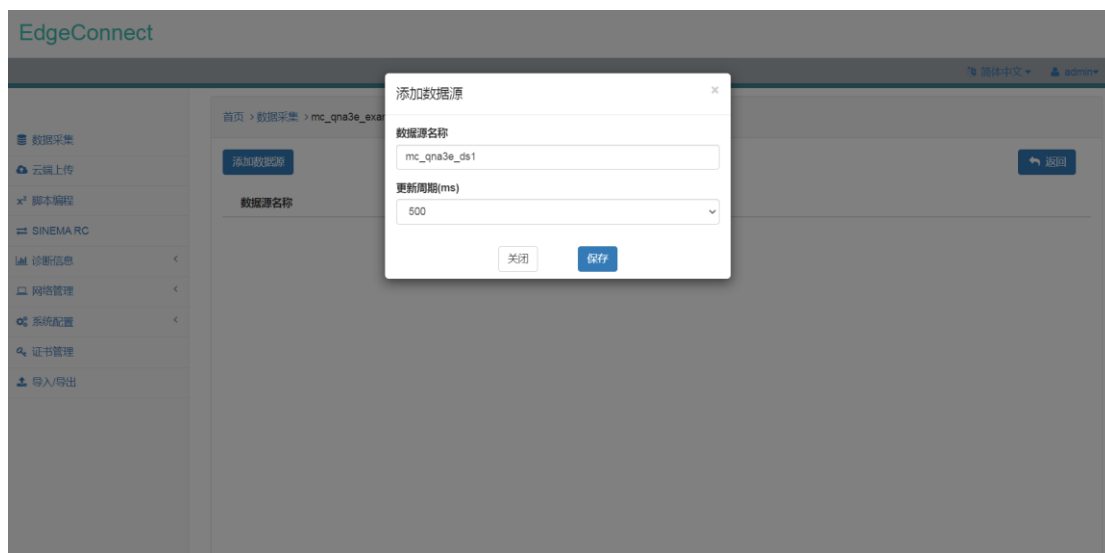 EdgeConnect
简体中文 admin
首页 › 数据采集 › mc_qna3e_exa
添加数据源 ×
数据源名称
mc_qna3e_ds1
更新周期(ms)
500
关闭 保存
添加数据源 返回
数据源名称
数据采集
云端上传
x² 脚本编程
SINEMA RC
诊断信息
网络管理
系统配置
证书管理
导入/导出